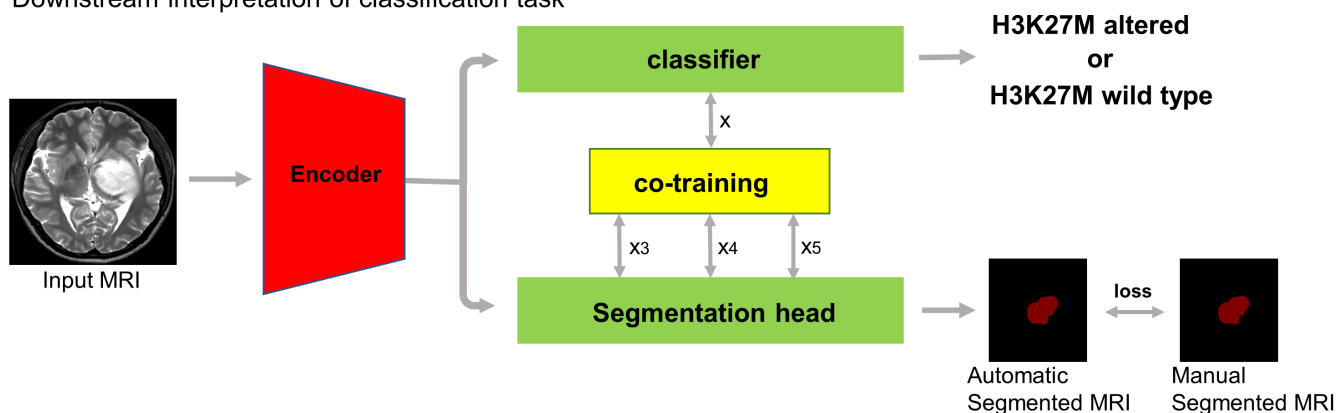 Downstream interpretation of classification task
classifier
H3K27M altered
or
H3K27M wild type
x
Encoder
co-training
x3
x4
x5
Input MRI
Segmentation head
loss
Automatic
Segmented MRI
Manual
Segmented MRI